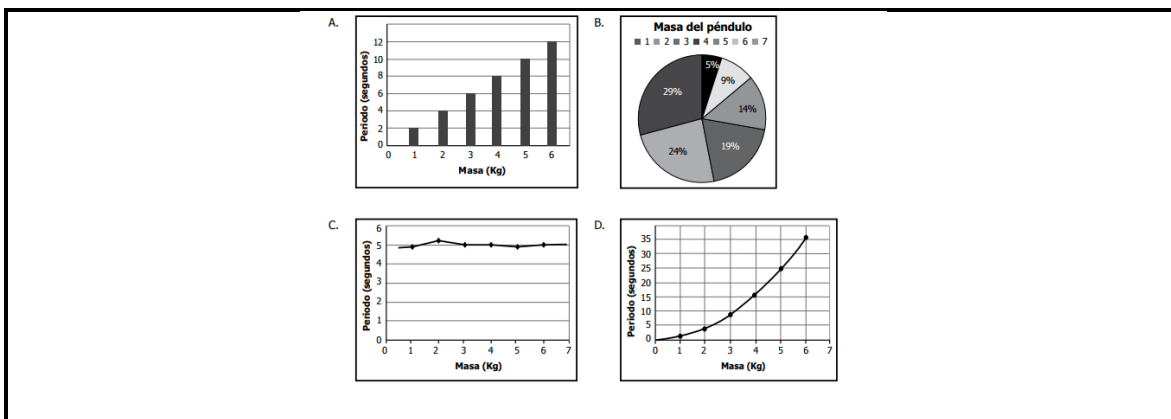 A.
Periodo (segundos)
12
10
8
6
4
2
0
0 1 2 3 4 5 6
Masa (Kg)
B.
Masa del péndulo
1 2 3 4 5 6 7
5%
9%
29%
14%
19%
24%
C.
Periodo (segundos)
6
5
4
3
2
1
0
0 1 2 3 4 5 6 7
Masa (Kg)
D.
Periodo (segundos)
35
30
25
20
15
10
5
0
0 1 2 3 4 5 6 7
Masa (Kg)